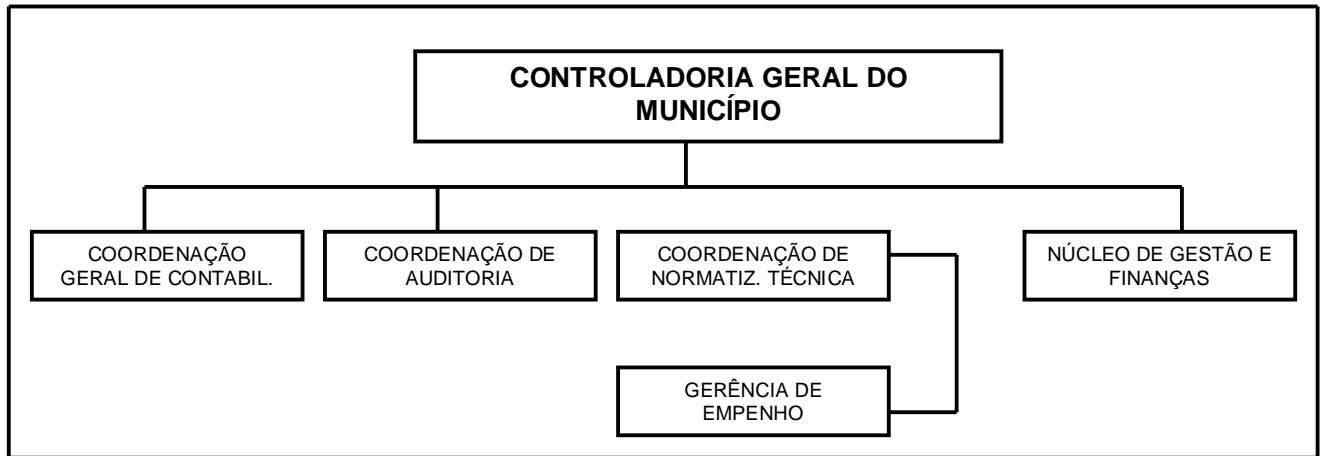 CONTROLADORIA GERAL DO
MUNICÍPIO
COORDENAÇÃO
GERAL DE CONTABIL.
COORDENAÇÃO DE
AUDITORIA
COORDENAÇÃO DE
NORMATIZ. TÉCNICA
NÚCLEO DE GESTÃO E
FINANÇAS
GERÊNCIA DE
EMPENHO